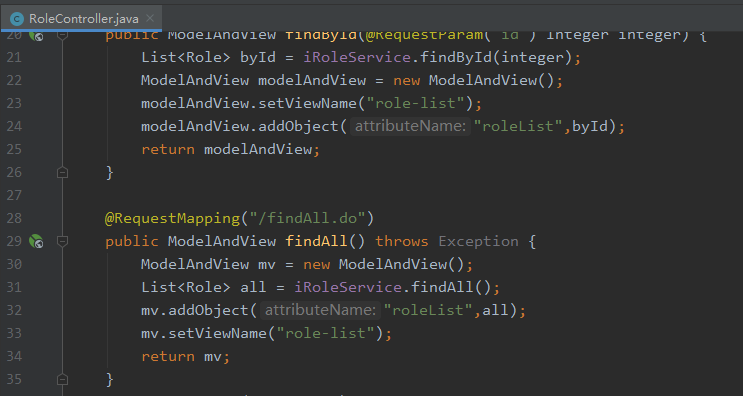 RoleController.java
20 public ModelAndView findById(@RequestParam("id") Integer integer) {
21 List<Role> byId = iRoleService.findById(integer);
22 ModelAndView modelAndView = new ModelAndView();
23 modelAndView.setViewName("role-list");
24 modelAndView.addObject( attributeName: "roleList",byId);
25 return modelAndView;
26 }
27
28 @RequestMapping("/findAll.do")
29 public ModelAndView findAll() throws Exception {
30 ModelAndView mv = new ModelAndView();
31 List<Role> all = iRoleService.findAll();
32 mv.addObject( attributeName: "roleList",all);
33 mv.setViewName("role-list");
34 return mv;
35 }